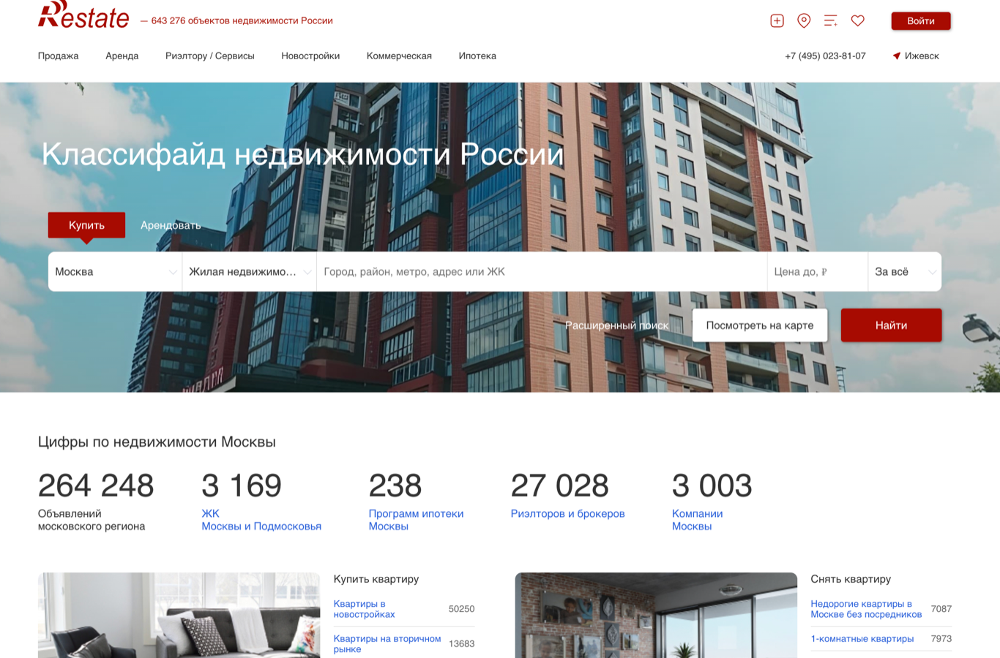 Restate
— 643 276 объектов недвижимости России
Войти
Продажа
Аренда
Риэлтору / Сервисы
Новостройки
Коммерческая
Ипотека
+7 (495) 023-81-07
Ижевск
Классифайд недвижимости России
Купить
Арендовать
Москва
Жилая недвижимо...
Город, район, метро, адрес или ЖК
Цена до, ₽
За всё
Расширенный поиск
Посмотреть на карте
Найти
Цифры по недвижимости Москвы
264 248
Объявлений
московского региона
3 169
ЖК
Москвы и Подмосковья
238
Программ ипотеки
Москвы
27 028
Риэлторов и брокеров
3 003
Компании
Москвы
Купить квартиру
Квартиры в
новостройках
50250
Квартиры на вторичном
рынке
13683
Снять квартиру
Недорогие квартиры в
Москве без посредников
7087
1-комнатные квартиры
7973